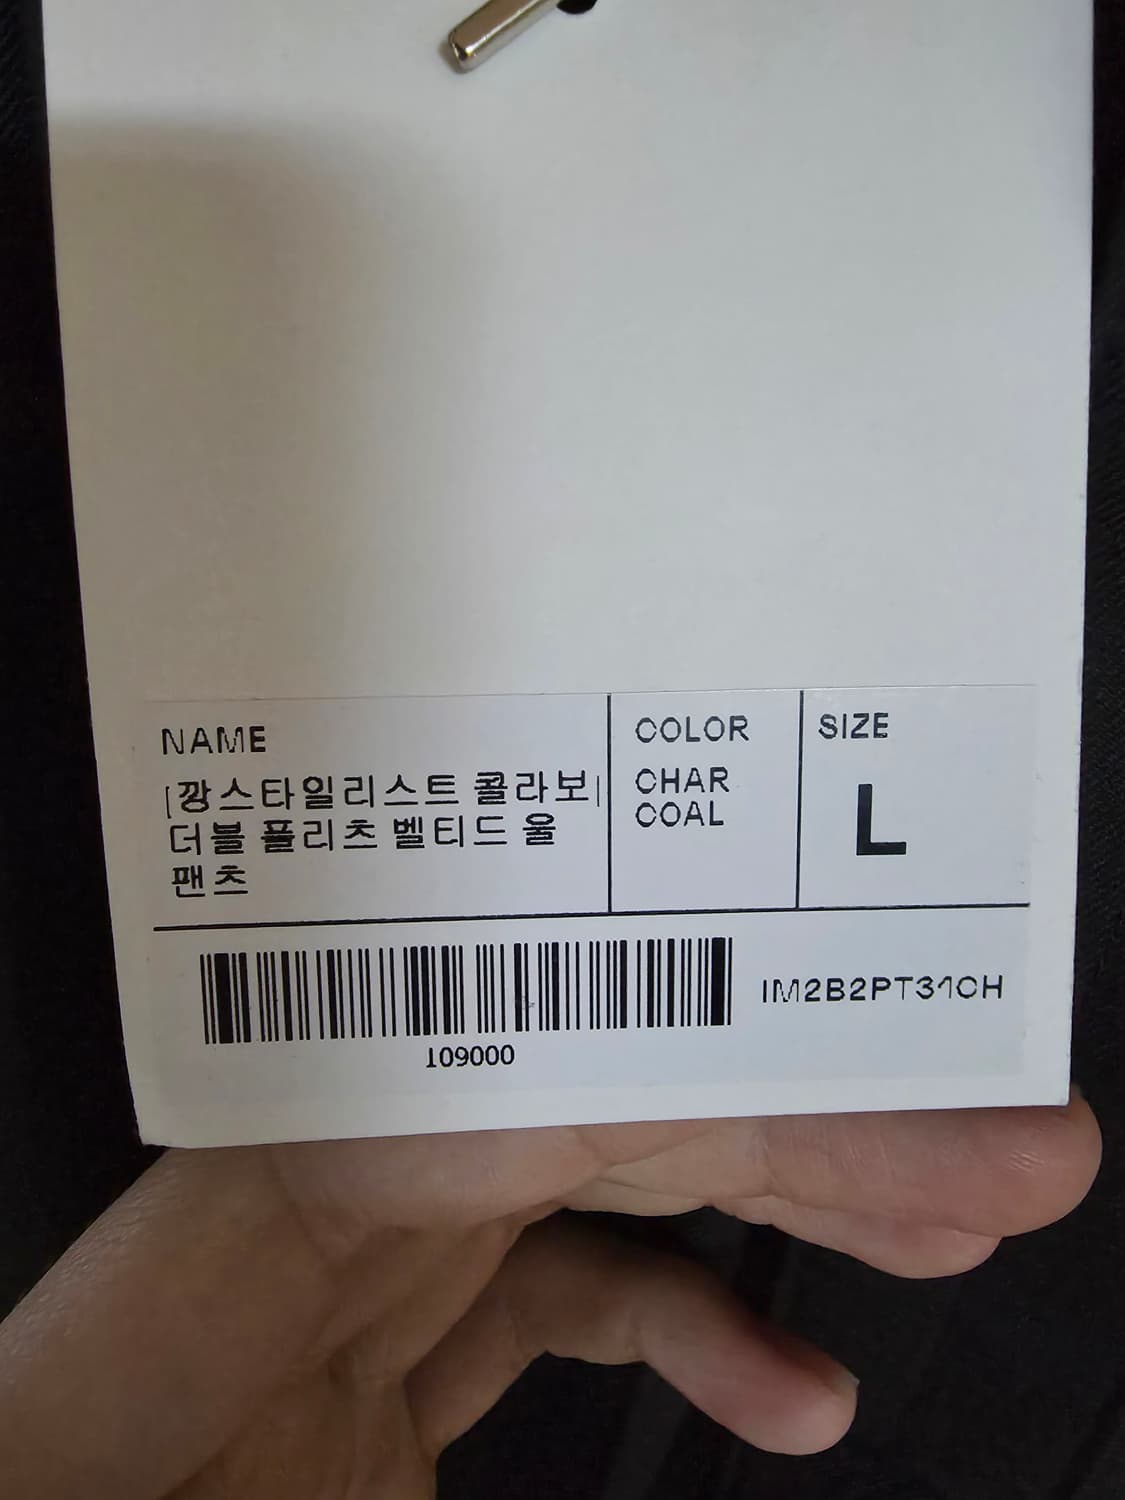 NAME
[깡스타일리스트 콜라보]
더블 플리츠 벨티드 울
팬츠
COLOR
CHAR
COAL
SIZE
L
109000
IM2B2PT31CH